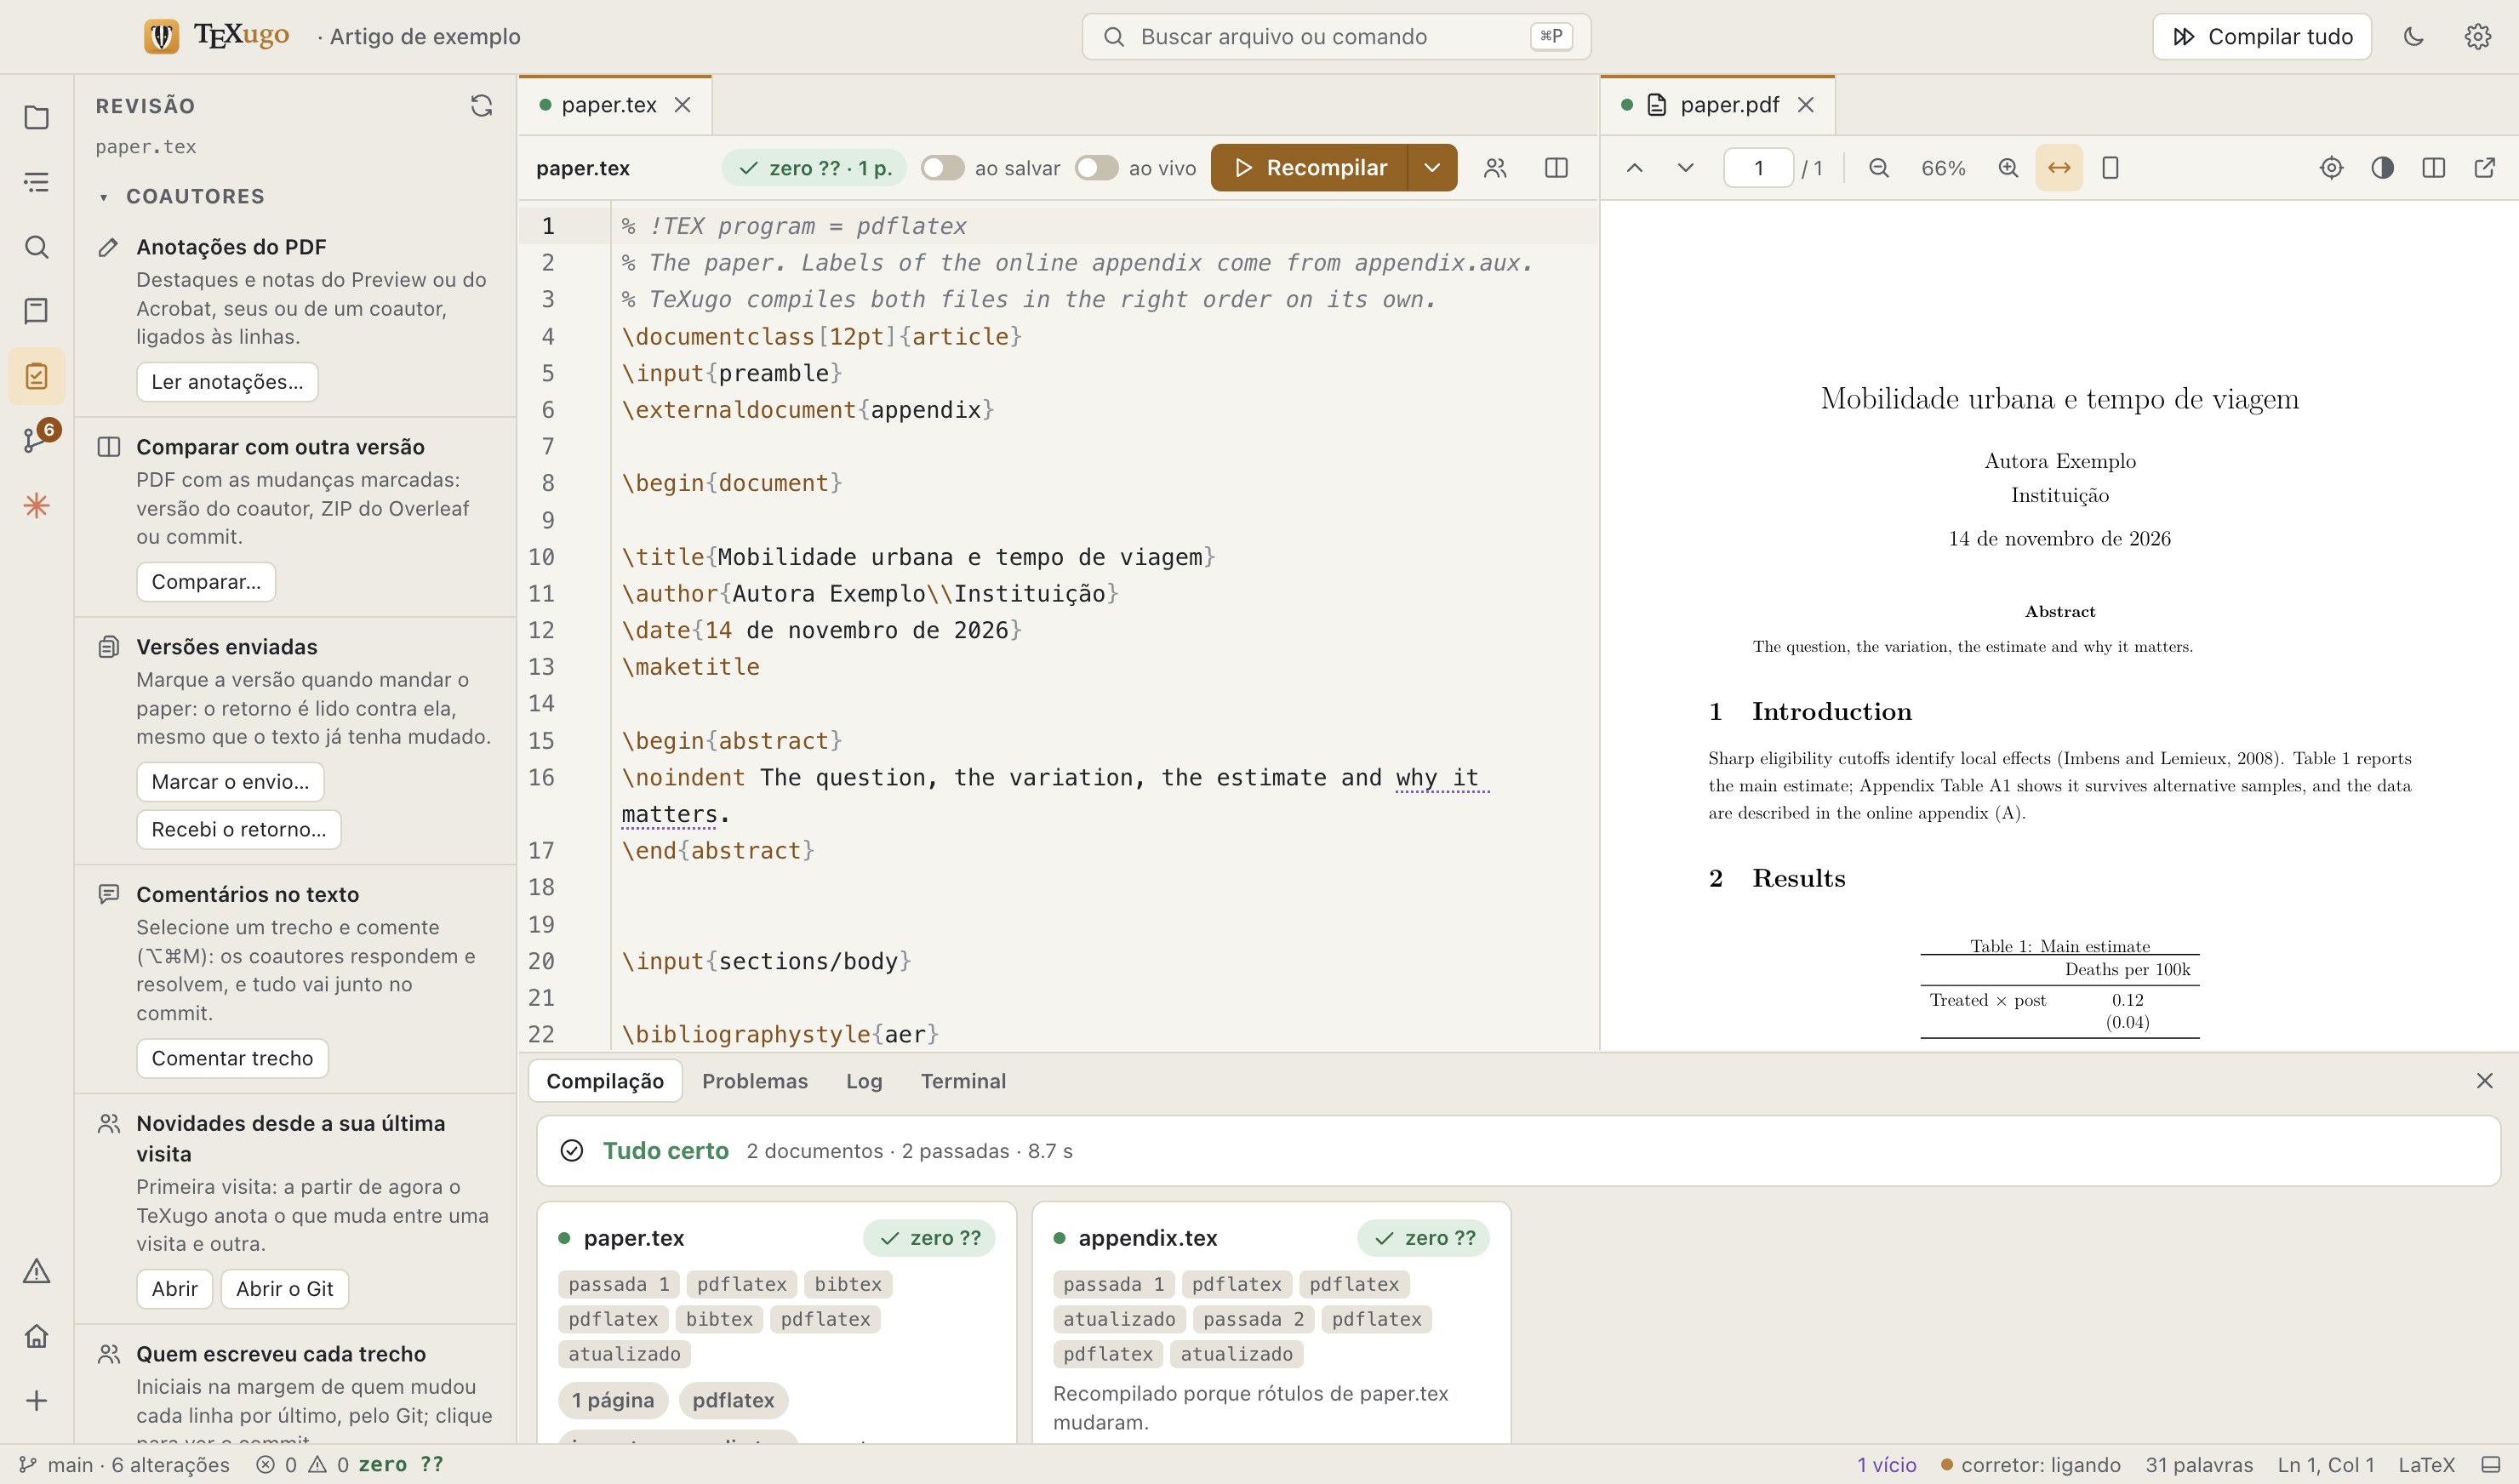 TEXugo · Artigo de exemplo
Buscar arquivo ou comando ⌘P
Compilar tudo
REVISÃO
paper.tex
COAUTORES
Anotações do PDF
Destaques e notas do Preview ou do
Acrobat, seus ou de um coautor,
ligados às linhas.
Ler anotações...
6
Comparar com outra versão
PDF com as mudanças marcadas:
versão do coautor, ZIP do Overleaf
ou commit.
Comparar...
Versões enviadas
Marque a versão quando mandar o
paper: o retorno é lido contra ela,
mesmo que o texto já tenha mudado.
Marcar o envio...
Recebi o retorno...
Comentários no texto
Selecione um trecho e comente
(⌥⌘M): os coautores respondem e
resolvem, e tudo vai junto no
commit.
Comentar trecho
Novidades desde a sua última
visita
Primeira visita: a partir de agora o
TeXugo anota o que muda entre uma
visita e outra.
Abrir Abrir o Git
Quem escreveu cada trecho
Iniciais na margem de quem mudou
cada linha por último, pelo Git; clique
para ver o commit.
paper.tex
paper.tex zero ?? · 1 p. ao salvar ao vivo Recompilar
1 % !TEX program = pdflatex
2 % The paper. Labels of the online appendix come from appendix.aux.
3 % TeXugo compiles both files in the right order on its own.
4 \documentclass[12pt]{article}
5 \input{preamble}
6 \externaldocument{appendix}
7
8 \begin{document}
9
10 \title{Mobilidade urbana e tempo de viagem}
11 \author{Autora Exemplo\\Instituição}
12 \date{14 de novembro de 2026}
13 \maketitle
14
15 \begin{abstract}
16 \noindent The question, the variation, the estimate and why it
matters.
17 \end{abstract}
18
19
20 \input{sections/body}
21
22 \bibliographystyle{aer}
paper.pdf
1 / 1 66%
Mobilidade urbana e tempo de viagem
Autora Exemplo
Instituição
14 de novembro de 2026
Abstract
The question, the variation, the estimate and why it matters.
1 Introduction
Sharp eligibility cutoffs identify local effects (Imbens and Lemieux, 2008). Table 1 reports
the main estimate; Appendix Table A1 shows it survives alternative samples, and the data
are described in the online appendix (A).
2 Results
Table 1: Main estimate
Deaths per 100k
Treated × post 0.12
(0.04)
Compilação Problemas Log Terminal
Tudo certo 2 documentos · 2 passadas · 8.7 s
paper.tex zero ??
passada 1 pdflatex bibtex
pdflatex bibtex pdflatex
atualizado
1 página pdflatex
appendix.tex zero ??
passada 1 pdflatex pdflatex
atualizado passada 2 pdflatex
pdflatex atualizado
Recompilado porque rótulos de paper.tex
mudaram.
main · 6 alterações 0 0 zero ??
1 vício corretor: ligando 31 palavras Ln 1, Col 1 LaTeX